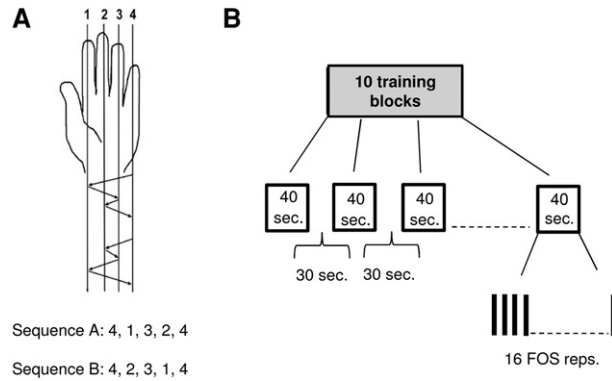 A
1 2 3 4
Sequence A: 4, 1, 3, 2, 4
Sequence B: 4, 2, 3, 1, 4
B
10 training
blocks
40
sec.
40
sec.
40
sec.
40
sec.
30 sec.
30 sec.
16 FOS reps.